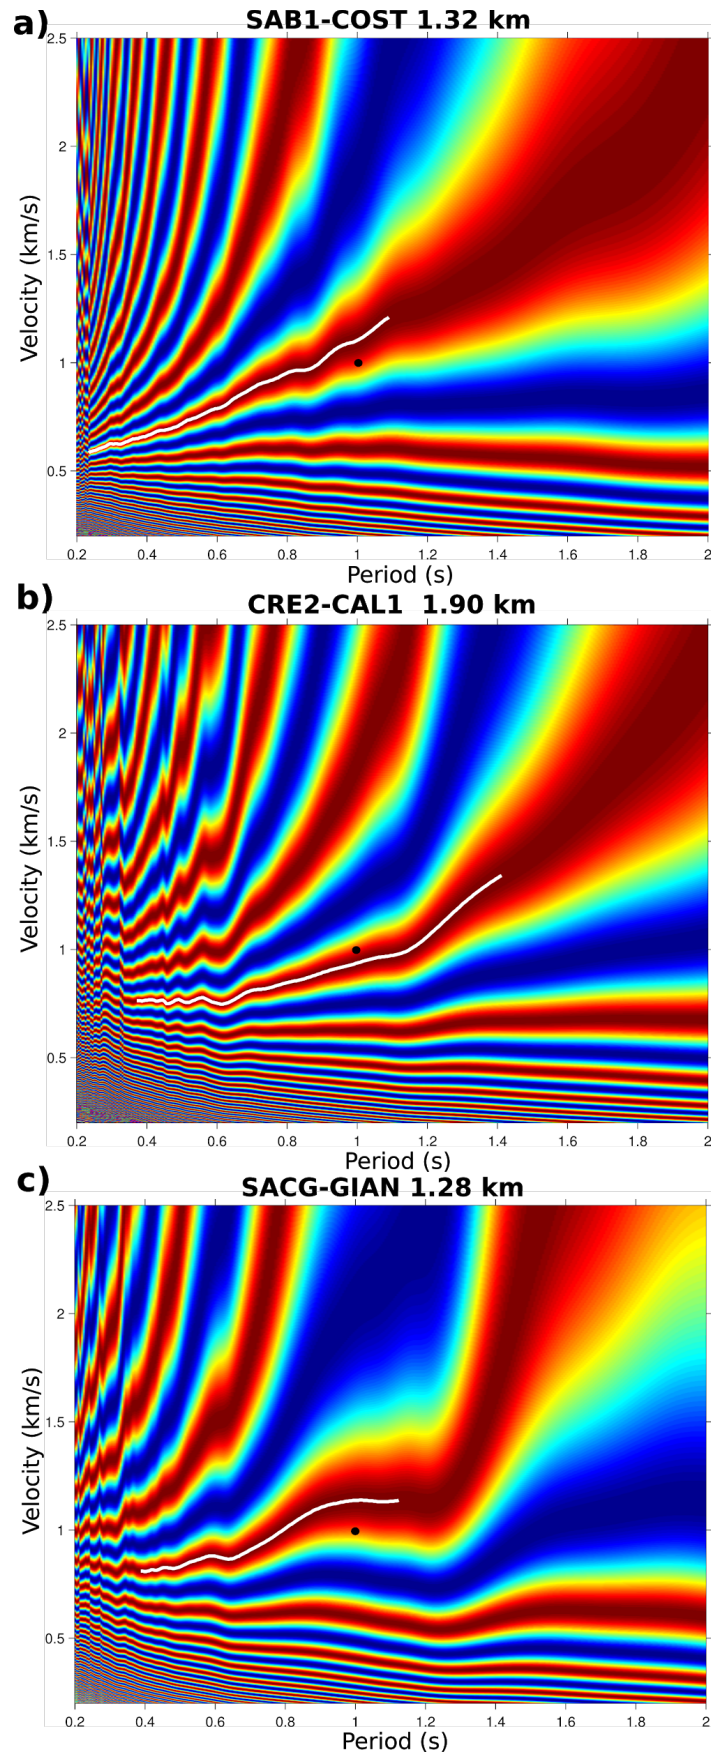 a)
SAB1-COST 1.32 km
2.5
2
1.5
1
0.5
Velocity (km/s)
0.2 0.4 0.6 0.8 1 1.2 1.4 1.6 1.8 2
Period (s)
b)
CRE2-CAL1 1.90 km
2.5
2
1.5
1
0.5
Velocity (km/s)
0.2 0.4 0.6 0.8 1 1.2 1.4 1.6 1.8 2
Period (s)
c)
SACG-GIAN 1.28 km
2.5
2
1.5
1
0.5
Velocity (km/s)
0.2 0.4 0.6 0.8 1 1.2 1.4 1.6 1.8 2
Period (s)